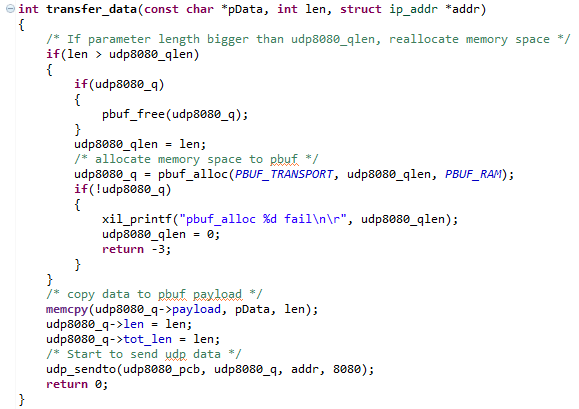 int transfer_data(const char *pData, int len, struct ip_addr *addr)
{
    /* If parameter length bigger than udp8080_qlen, reallocate memory space */
    if(len > udp8080_qlen)
    {
        if(udp8080_q)
        {
            pbuf_free(udp8080_q);
        }
        udp8080_qlen = len;
        /* allocate memory space to pbuf */
        udp8080_q = pbuf_alloc(PBUF_TRANSPORT, udp8080_qlen, PBUF_RAM);
        if(!udp8080_q)
        {
            xil_printf("pbuf_alloc %d fail\n\r", udp8080_qlen);
            udp8080_qlen = 0;
            return -3;
        }
    }
    /* copy data to pbuf payload */
    memcpy(udp8080_q->payload, pData, len);
    udp8080_q->len = len;
    udp8080_q->tot_len = len;
    /* Start to send udp data */
    udp_sendto(udp8080_pcb, udp8080_q, addr, 8080);
    return 0;
}